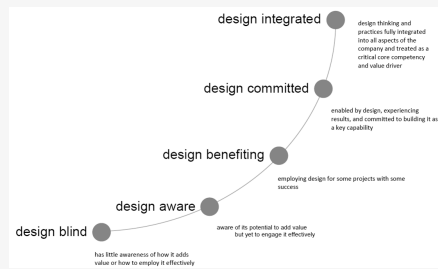 design integrated
design thinking and
practices fully integrated
into all aspects of the
company and treated as a
critical core competency
and value driver
design committed
enabled by design, experiencing
results, and committed to building it as
a key capability
design benefiting
employing design for some projects with some
success
design aware
aware of its potential to add value
but yet to engage it effectively
design blind
has little awareness of how it adds
value or how to employ it effectively